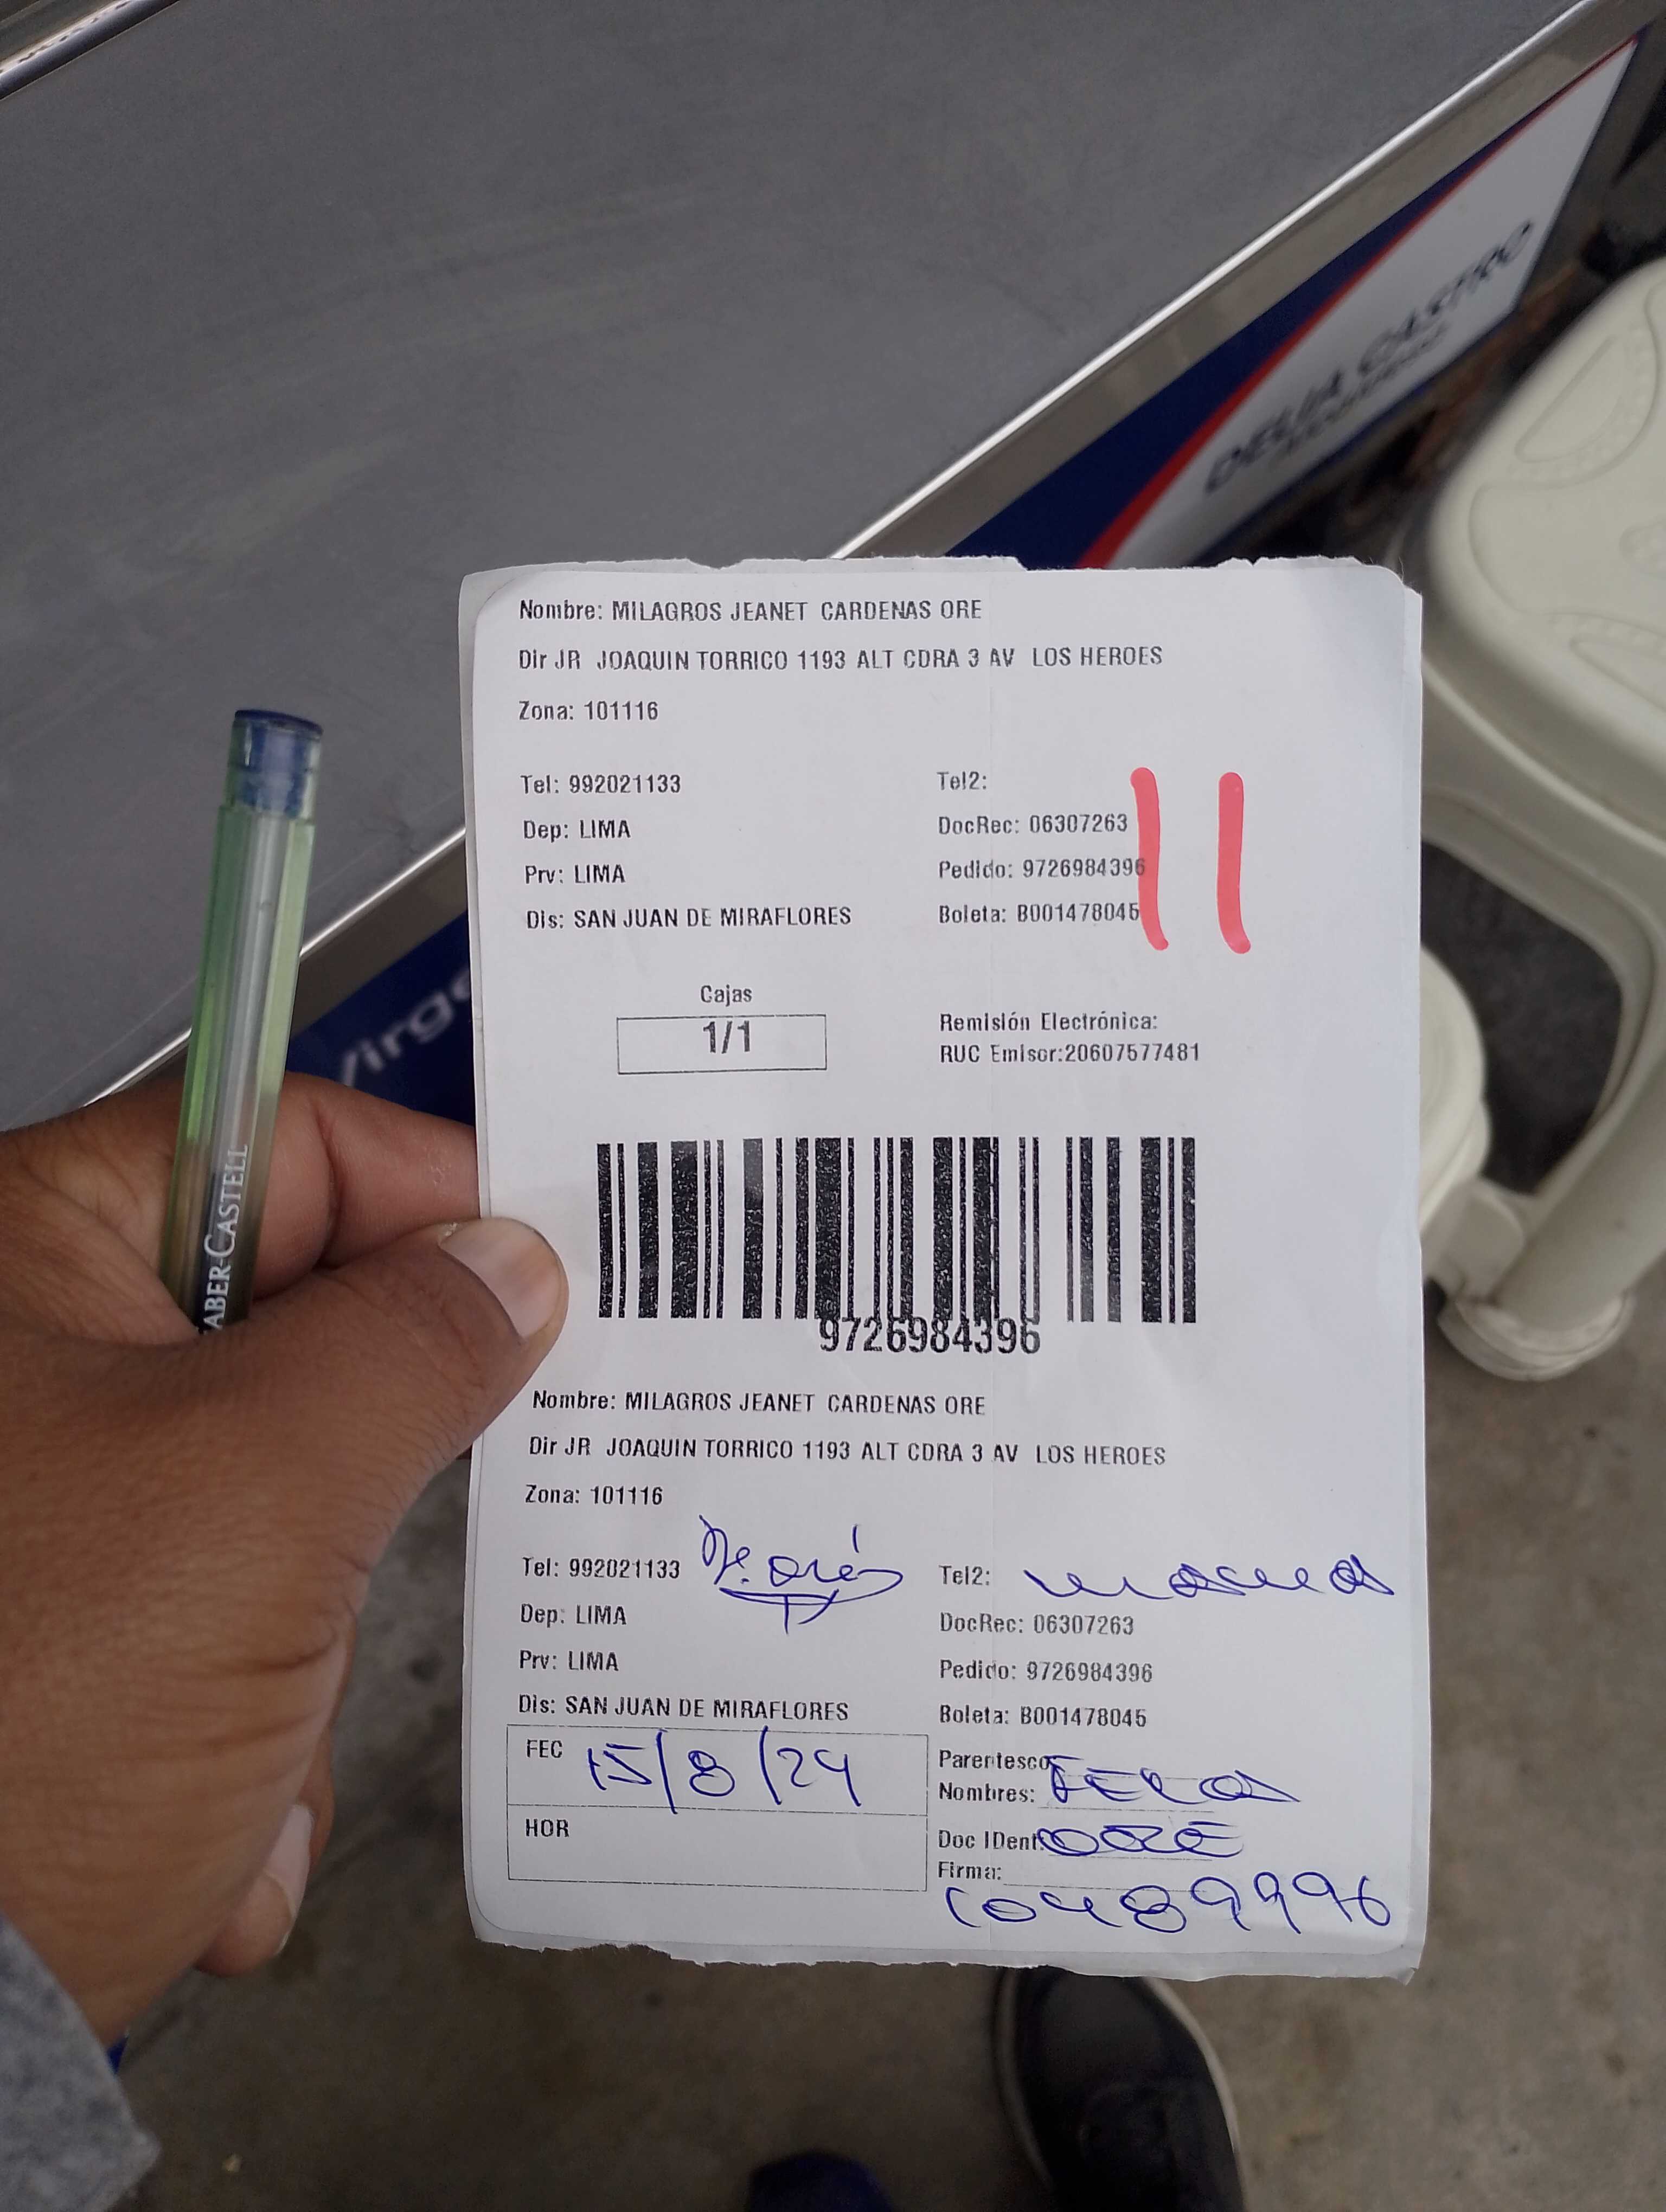 DELIA CASTRO
Nombre: MILAGROS JEANET CARDENAS ORE
Dir JR JOAQUIN TORRICO 1193 ALT CDRA 3 AV LOS HEROES
Zona: 101116
Tel: 992021133 Tel2:
Dep: LIMA DocRec: 06307263
Prv: LIMA Pedido: 9726984396
Dis: SAN JUAN DE MIRAFLORES Boleta: B001478045
11
Cajas
1/1
Remisión Electrónica:
RUC Emisor:20607577481
Virge
ABER-CASTELL
9726984396
Nombre: MILAGROS JEANET CARDENAS ORE
Dir JR JOAQUIN TORRICO 1193 ALT CDRA 3 AV LOS HEROES
Zona: 101116
Tel: 992021133 Tel2:
Dep: LIMA DocRec: 06307263
Prv: LIMA Pedido: 9726984396
Dis: SAN JUAN DE MIRAFLORES Boleta: B001478045
FEC 15/8/24 Parentesco
Nombres:
HOR Doc IDent: ORE
Firma:
10489996